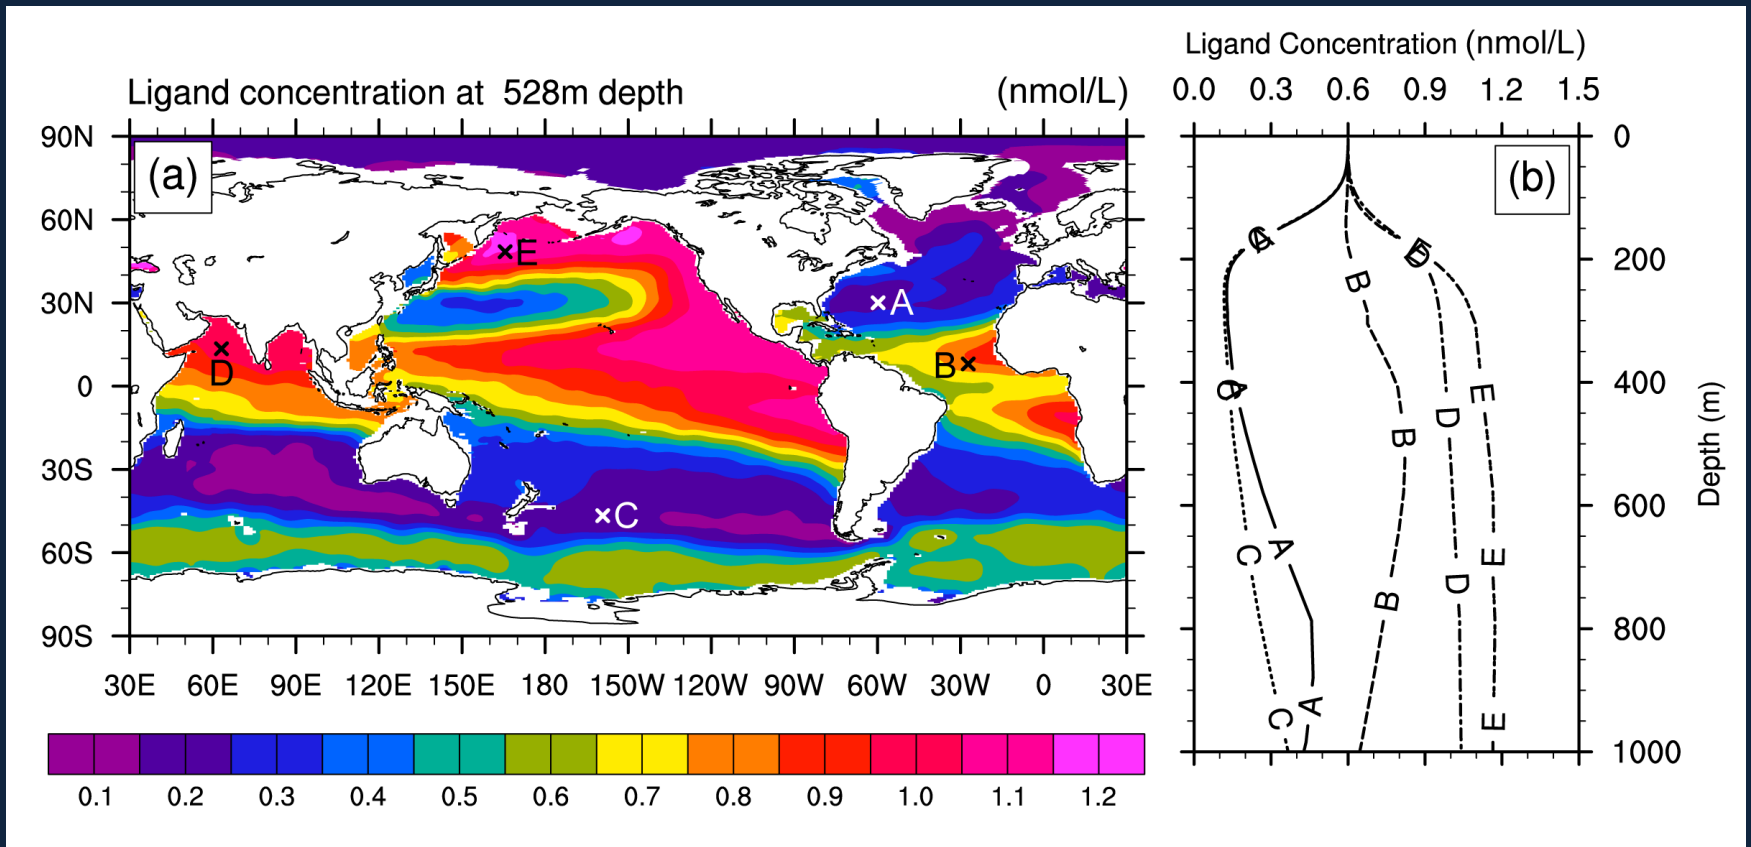 Ligand concentration at 528m depth (nmol/L)
(a)
90N
60N
30N
0
30S
60S
90S
30E 60E 90E 120E 150E 180 150W 120W 90W 60W 30W 0 30E
E
A
D
B
C
0.1 0.2 0.3 0.4 0.5 0.6 0.7 0.8 0.9 1.0 1.1 1.2
Ligand Concentration (nmol/L)
0.0 0.3 0.6 0.9 1.2 1.5
(b)
0
200
400
600
800
1000
Depth (m)
C A E D
B
C A E
D
B
A
C E
D
B
C A E